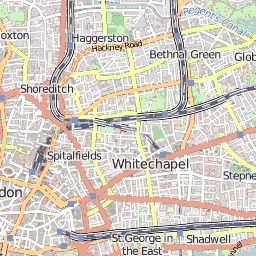 oxton
Haggerston
Hackney Road
Regent's Canal
Bethnal Green
Glob
Shoreditch
Spitalfields
Whitechapel
Stepne
don
St George in
the East
Shadwell